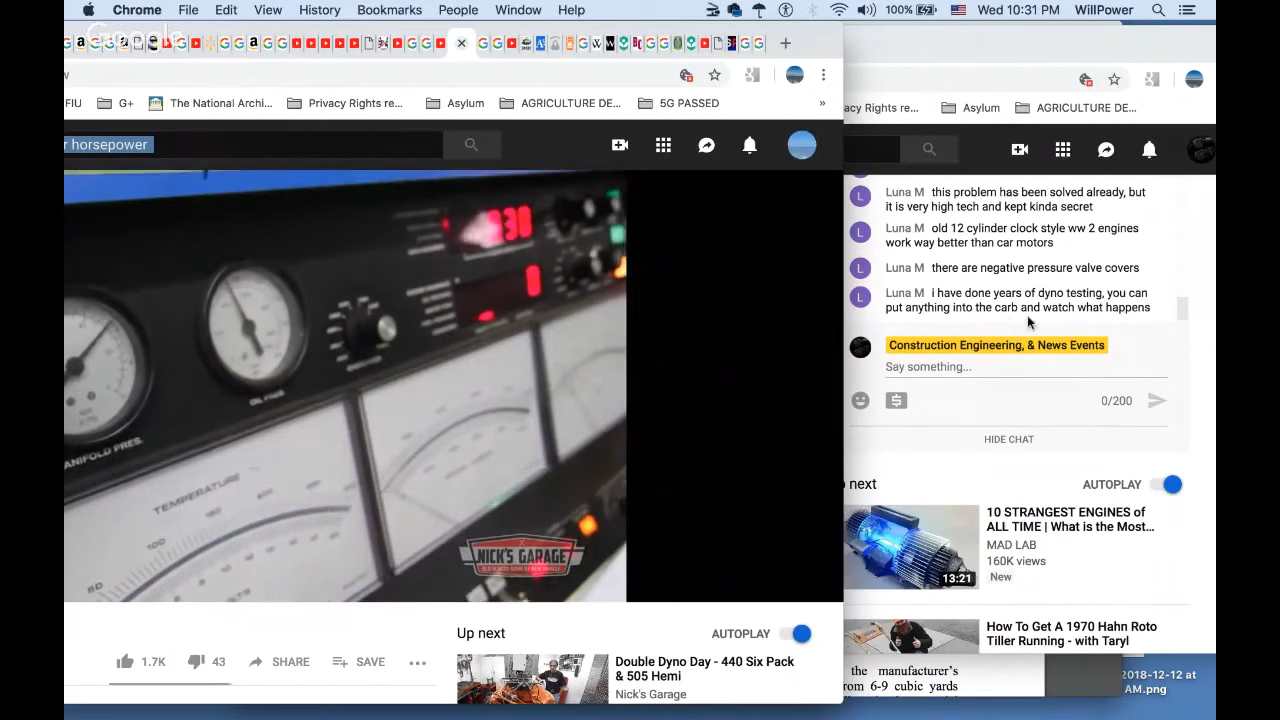 Chrome File Edit View History Bookmarks People Window Help 100% Wed 10:31 PM WillPower
Google
FIU G+ The National Archi... Privacy Rights re... Asylum AGRICULTURE DE... 5G PASSED »
acy Rights re... Asylum AGRICULTURE DE...
r horsepower
Luna M this problem has been solved already, but
it is very high tech and kept kinda secret
Luna M old 12 cylinder clock style ww 2 engines
work way better than car motors
Luna M there are negative pressure valve covers
Luna M i have done years of dyno testing, you can
put anything into the carb and watch what happens
Construction Engineering, & News Events
Say something...
0/200
HIDE CHAT
OIL PRES.
MANIFOLD PRES.
TEMPERATURE
50
100
NICK'S GARAGE
next
AUTOPLAY
10 STRANGEST ENGINES of
ALL TIME | What is the Most...
MAD LAB
160K views
New
13:21
How To Get A 1970 Hahn Roto
Tiller Running - with Taryl
Up next
AUTOPLAY
1.7K 43 SHARE SAVE
Double Dyno Day - 440 Six Pack
& 505 Hemi
Nick's Garage
the manufacturer's
rom 6-9 cubic yards
2018-12-12 at
AM.png